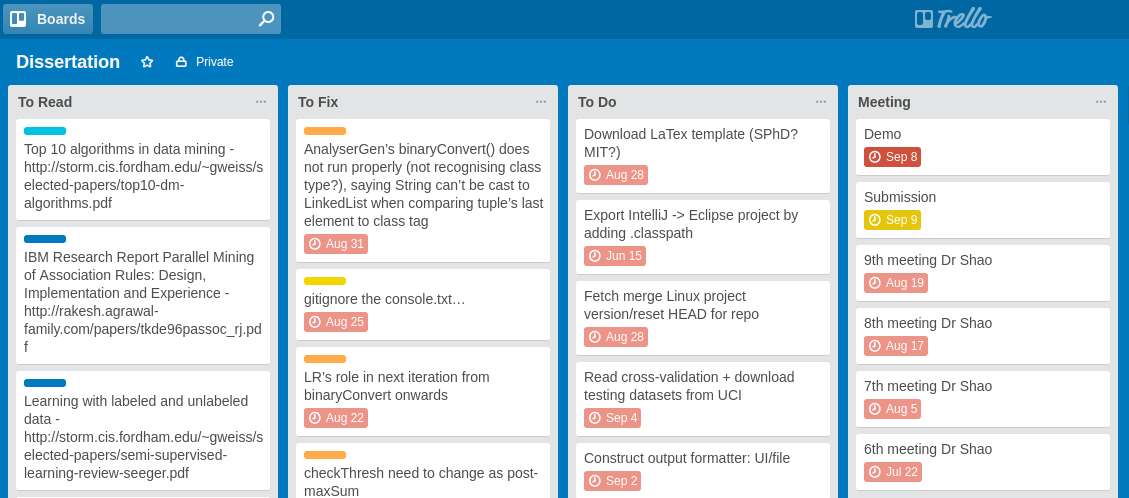 Boards
Trello
Dissertation
Private
To Read
Top 10 algorithms in data mining -
http://storm.cis.fordham.edu/~gweiss/s
elected-papers/top10-dm-
algorithms.pdf
IBM Research Report Parallel Mining
of Association Rules: Design,
Implementation and Experience -
http://rakesh.agrawal-
family.com/papers/tkde96passoc_rj.pd
f
Learning with labeled and unlabeled
data -
http://storm.cis.fordham.edu/~gweiss/s
elected-papers/semi-supervised-
learning-review-seeger.pdf
To Fix
AnalyserGen’s binaryConvert() does
not run properly (not recognising class
type?), saying String can’t be cast to
LinkedList when comparing tuple’s last
element to class tag
Aug 31
gitignore the console.txt…
Aug 25
LR’s role in next iteration from
binaryConvert onwards
Aug 22
checkThresh need to change as post-
maxSum
To Do
Download LaTex template (SPhD?
MIT?)
Aug 28
Export IntelliJ -> Eclipse project by
adding .classpath
Jun 15
Fetch merge Linux project
version/reset HEAD for repo
Aug 28
Read cross-validation + download
testing datasets from UCI
Sep 4
Construct output formatter: UI/file
Sep 2
Meeting
Demo
Sep 8
Submission
Sep 9
9th meeting Dr Shao
Aug 19
8th meeting Dr Shao
Aug 17
7th meeting Dr Shao
Aug 5
6th meeting Dr Shao
Jul 22